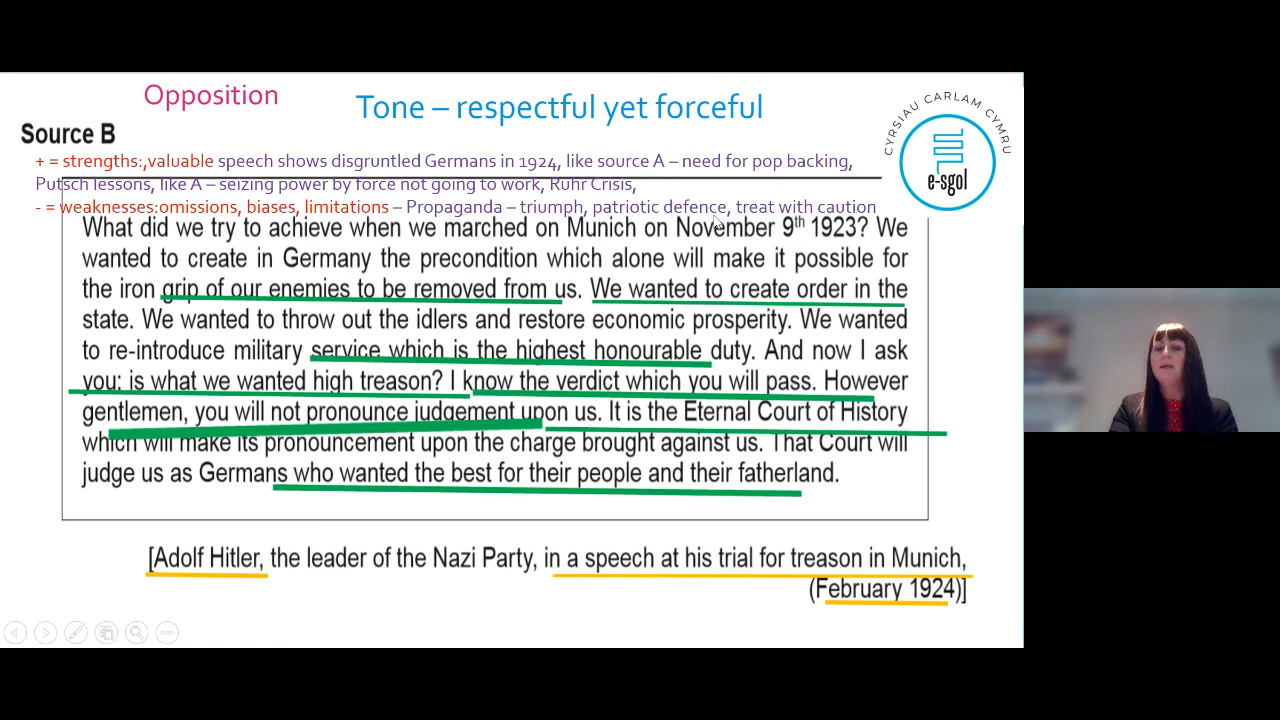 Opposition
Tone – respectful yet forceful
CYRSIAU CARLAM CYMRU
e-sgol
Source B
+ = strengths:,valuable speech shows disgruntled Germans in 1924, like source A – need for pop backing,
Putsch lessons, like A – seizing power by force not going to work, Ruhr Crisis,
- = weaknesses:omissions, biases, limitations – Propaganda – triumph, patriotic defence, treat with caution
What did we try to achieve when we marched on Munich on November 9th 1923? We
wanted to create in Germany the precondition which alone will make it possible for
the iron grip of our enemies to be removed from us. We wanted to create order in the
state. We wanted to throw out the idlers and restore economic prosperity. We wanted
to re-introduce military service which is the highest honourable duty. And now I ask
you: is what we wanted high treason? I know the verdict which you will pass. However
gentlemen, you will not pronounce judgement upon us. It is the Eternal Court of History
which will make its pronouncement upon the charge brought against us. That Court will
judge us as Germans who wanted the best for their people and their fatherland.
[Adolf Hitler, the leader of the Nazi Party, in a speech at his trial for treason in Munich,
(February 1924)]